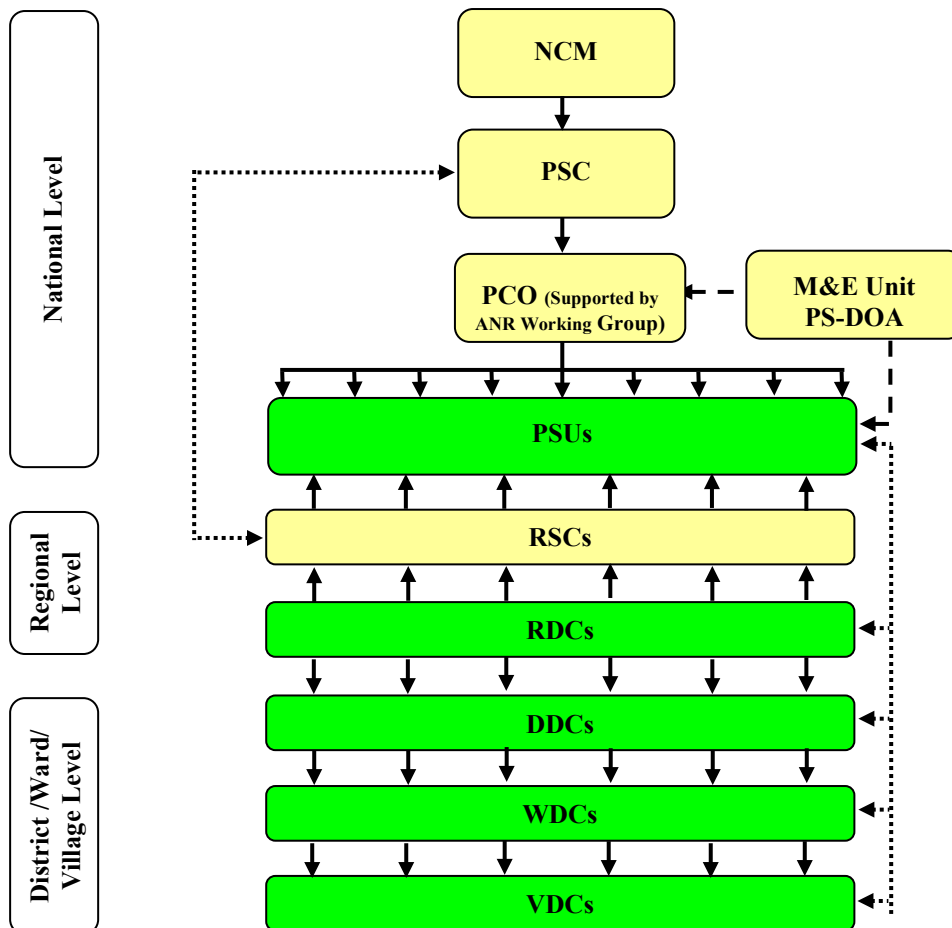 National Level
NCM
PSC
PCO (Supported by
ANR Working Group)
M&E Unit
PS-DOA
PSUs
Regional
Level
RSCs
RDCs
District /Ward/
Village Level
DDCs
WDCs
VDCs